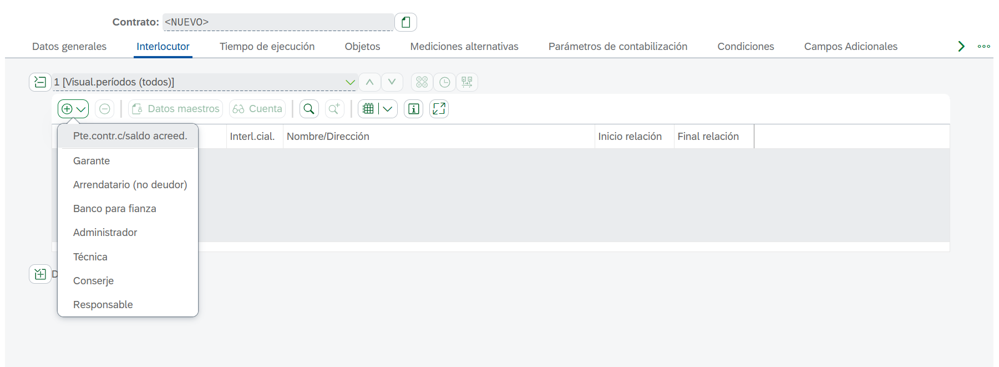 Contrato: <NUEVO>
Datos generales Interlocutor Tiempo de ejecución Objetos Mediciones alternativas Parámetros de contabilización Condiciones Campos Adicionales
1 [Visual.períodos (todos)]
Datos maestros Cuenta
Interl.cial. Nombre/Dirección Inicio relación Final relación
Pte.contr.c/saldo acreed.
Garante
Arrendatario (no deudor)
Banco para fianza
Administrador
Técnica
Conserje
Responsable